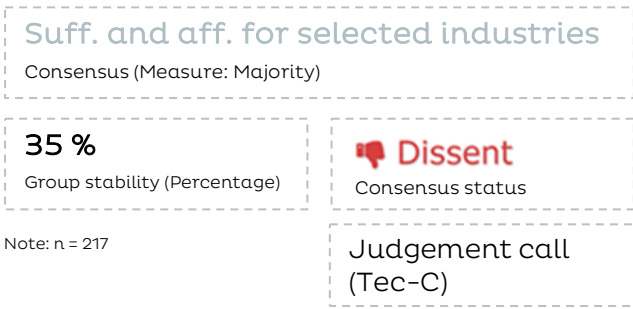 Suff. and aff. for selected industries
Consensus (Measure: Majority)
35 %
Group stability (Percentage)
Dissent
Consensus status
Note: n = 217
Judgement call
(Tec-C)